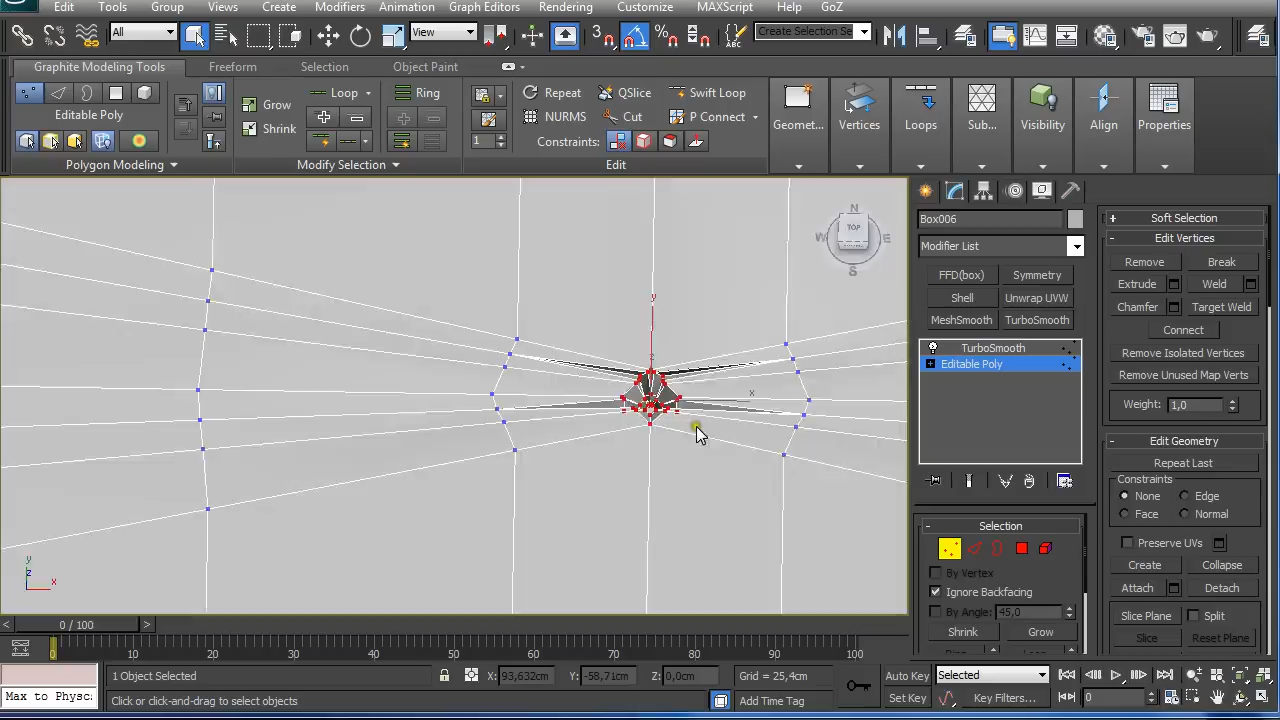 Edit Tools Group Views Create Modifiers Animation Graph Editors Rendering Customize MAXScript Help GoZ
All View 3 Create Selection Se
Graphite Modeling Tools Freeform Selection Object Paint
Grow Loop Ring Repeat QSlice Swift Loop
Editable Poly Shrink NURMS Cut P Connect
Geomet... Vertices Loops Sub... Visibility Align Properties
1 Constraints:
Polygon Modeling Modify Selection Edit
N
W TOP E
S
y
z
x
y
z
x
Box006
Modifier List
FFD(box) Symmetry
Shell Unwrap UVW
MeshSmooth TurboSmooth
TurboSmooth
Editable Poly
Selection
By Vertex
Ignore Backfacing
By Angle: 45,0
Shrink Grow
Soft Selection
Edit Vertices
Remove Break
Extrude Weld
Chamfer Target Weld
Connect
Remove Isolated Vertices
Remove Unused Map Verts
Weight: 1,0
Edit Geometry
Repeat Last
Constraints
None Edge
Face Normal
Preserve UVs
Create Collapse
Attach Detach
Slice Plane Split
Slice Reset Plane
< 0 / 100 >
0 10 20 30 40 50 60 70 80 90 100
1 Object Selected X: 93,632cm Y: -58,71cm Z: 0,0cm Grid = 25,4cm Auto Key Selected
Max to Physc. Click or click-and-drag to select objects Add Time Tag Set Key Key Filters... 0